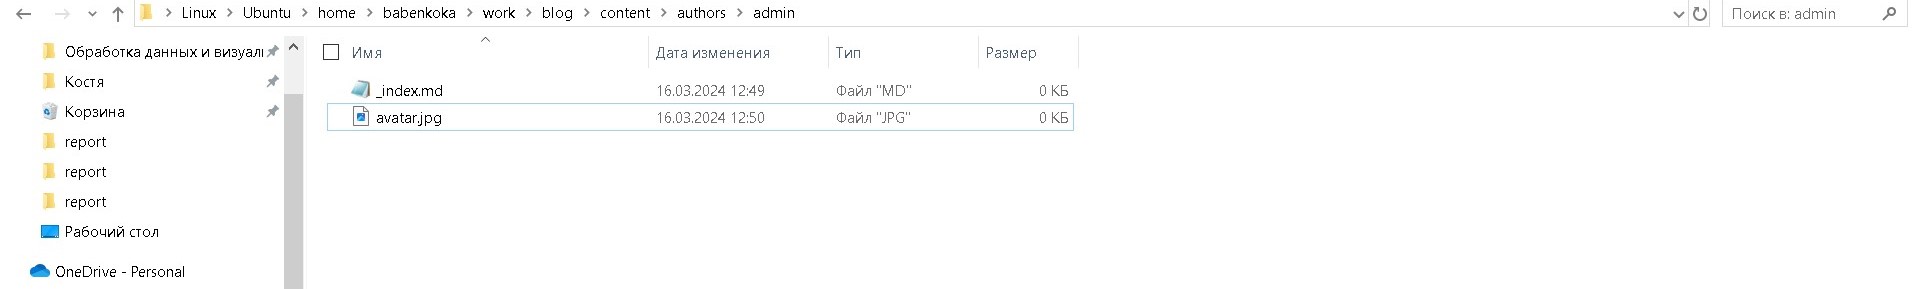 Linux > Ubuntu > home > babenkoka > work > blog > content > authors > admin
Поиск в: admin
Имя Дата изменения Тип Размер
_index.md 16.03.2024 12:49 Файл "MD" 0 КБ
avatar.jpg 16.03.2024 12:50 Файл "JPG" 0 КБ
Обработка данных и визуал
Костя
Корзина
report
report
report
Рабочий стол
OneDrive - Personal